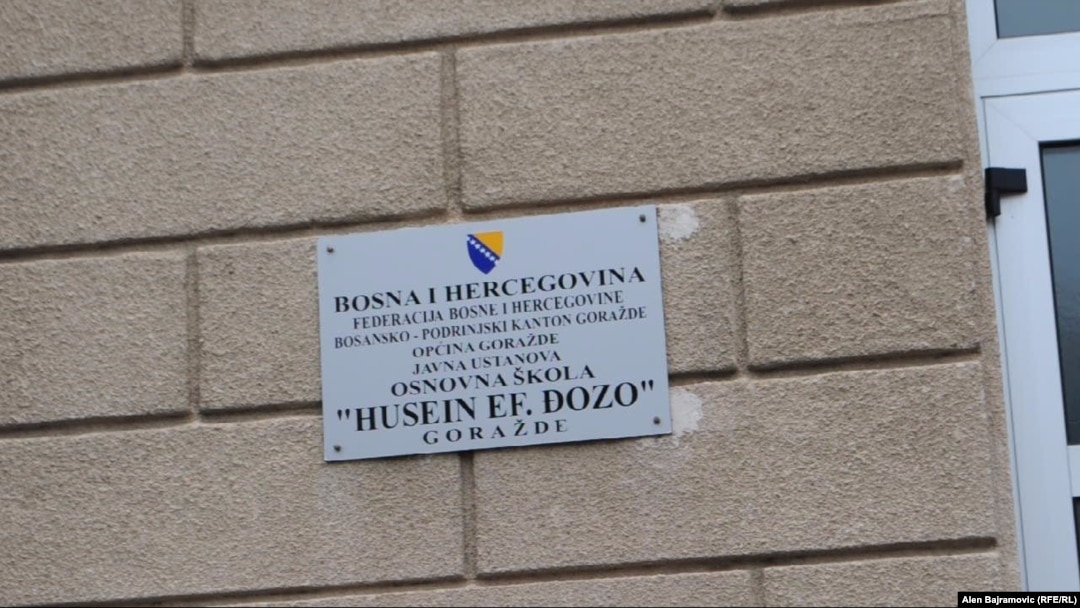 BOSNA I HERCEGOVINA
FEDERACIJA BOSNE I HERCEGOVINE
BOSANSKO - PODRINJSKI KANTON GORAŽDE
OPĆINA GORAŽDE
JAVNA USTANOVA
OSNOVNA ŠKOLA
"HUSEIN EF. ĐOZO"
GORAŽDE
Alen Bajramovic (RFE/RL)